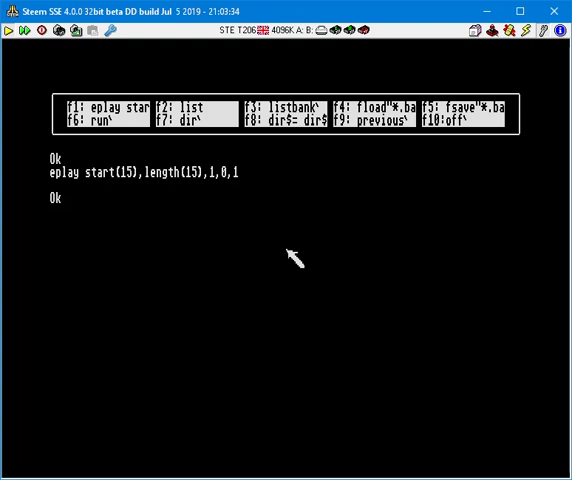 Steem SSE 4.0.0 32bit beta DD build Jul 5 2019 - 21:03:34
STE T206 4096K A: B:
f1: eplay star f2: list f3: listbank` f4: fload"*.ba f5: fsave"*.ba
f6: run` f7: dir` f8: dir$= dir$ f9: previous` f10:off`
Ok
eplay start(15),length(15),1,0,1
Ok